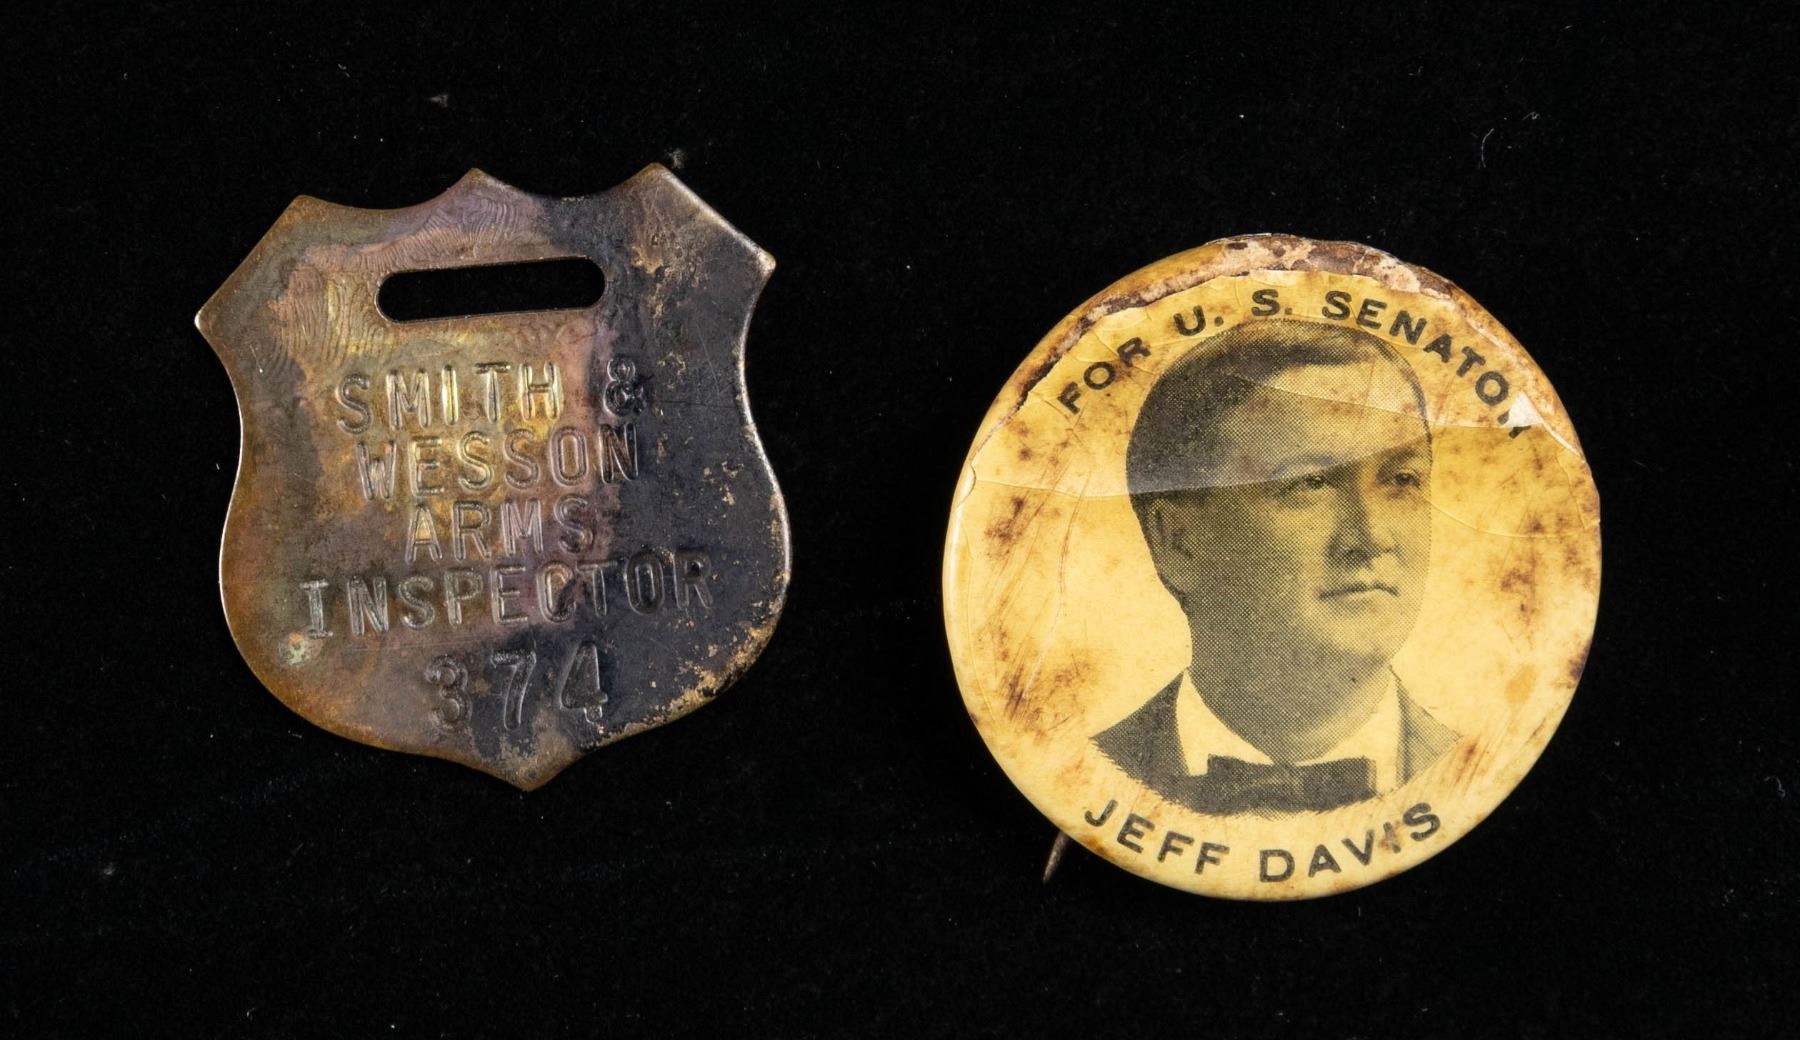 SMITH &
WESSON
ARMS
INSPECTOR
374
FOR U. S. SENATOR
JEFF DAVIS